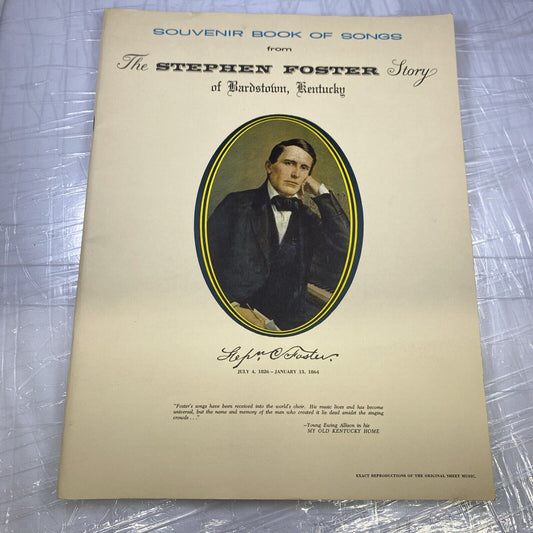 SOUVENIR BOOK OF SONGS
from
The STEPHEN FOSTER Story
of Bardstown, Kentucky
Steph. C. Foster.
JULY 4, 1826—JANUARY 13, 1864
"Foster's songs have been received into the world's choir. His music lives and has become
universal, but the name and memory of the man who created it lie dead amidst the singing
crowds . . ."
—Young Ewing Allison in his
MY OLD KENTUCKY HOME
EXACT REPRODUCTIONS OF THE ORIGINAL SHEET MUSIC.